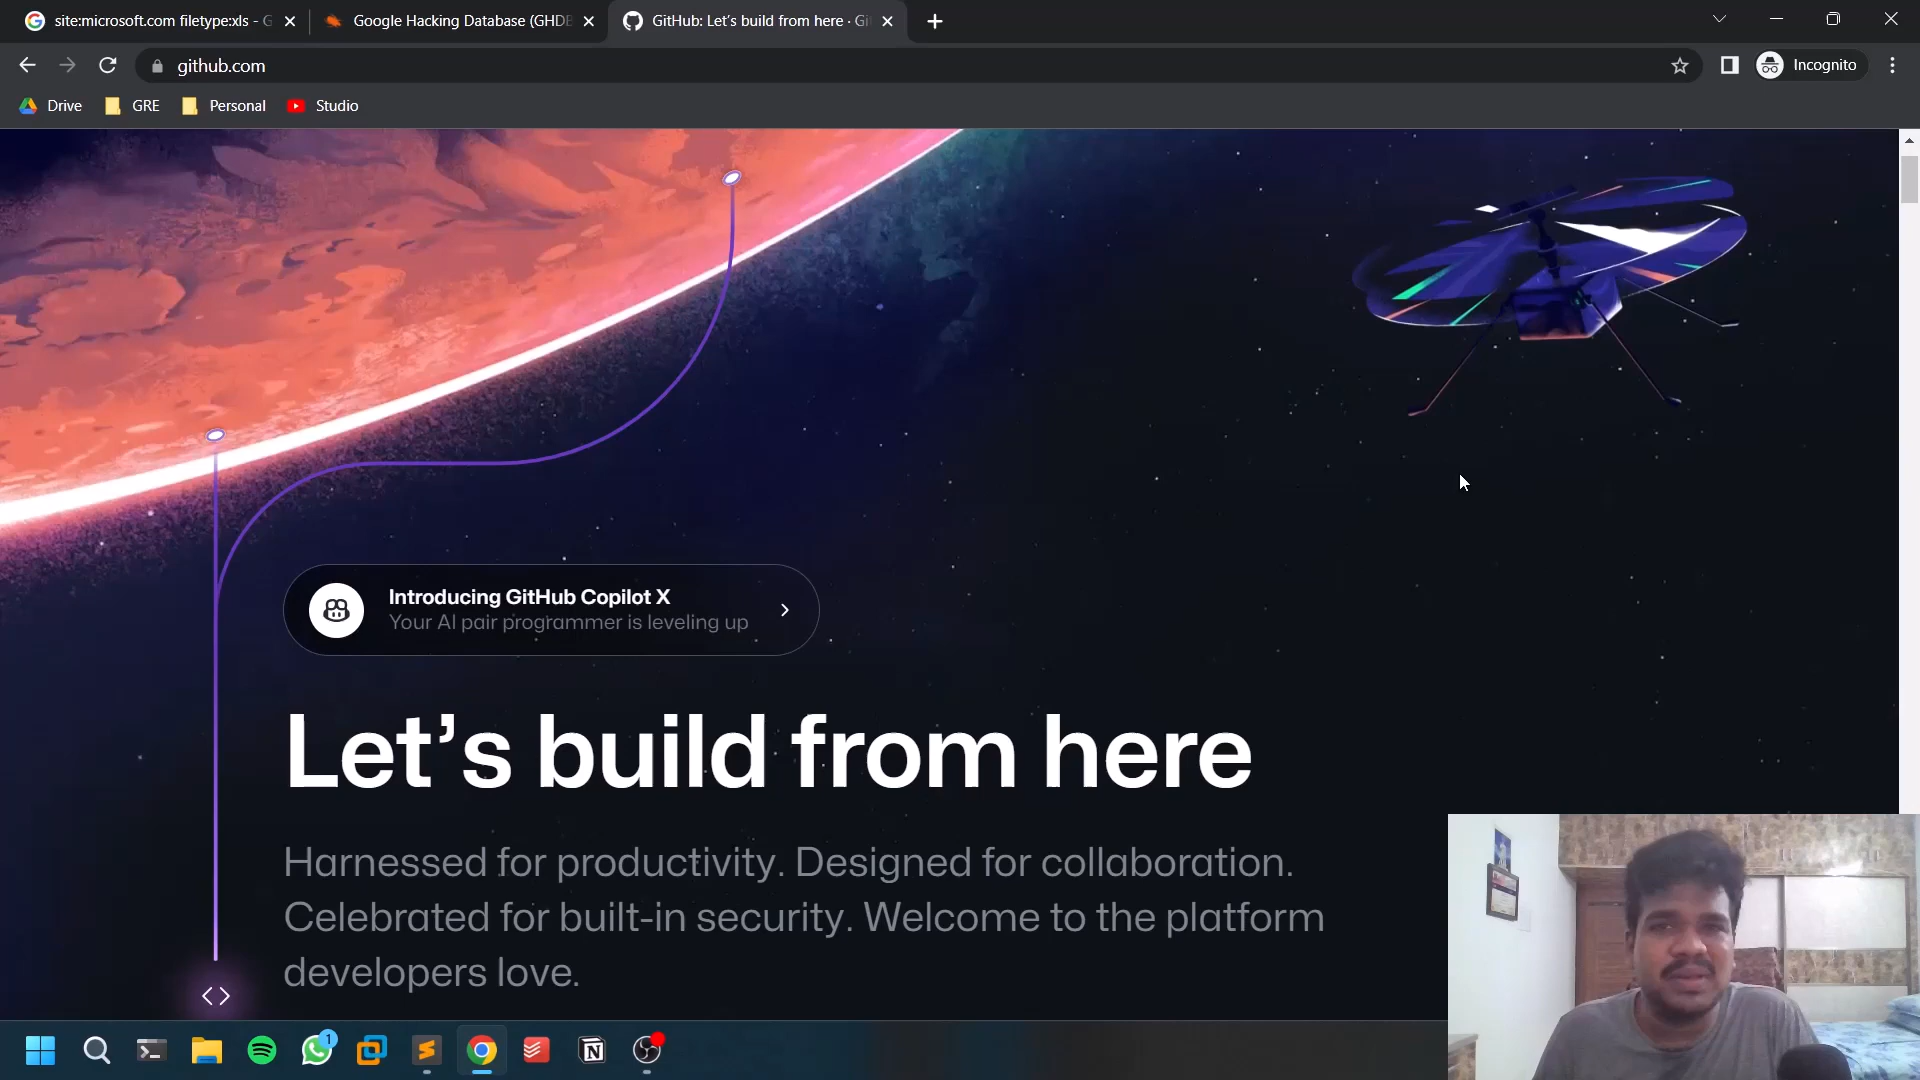 site:microsoft.com filetype:xls - G
Google Hacking Database (GHDB
GitHub: Let's build from here · Gi
github.com
Incognito
Drive
GRE
Personal
Studio
Introducing GitHub Copilot X
Your AI pair programmer is leveling up
Let's build from here
Harnessed for productivity. Designed for collaboration.
Celebrated for built-in security. Welcome to the platform
developers love.
1